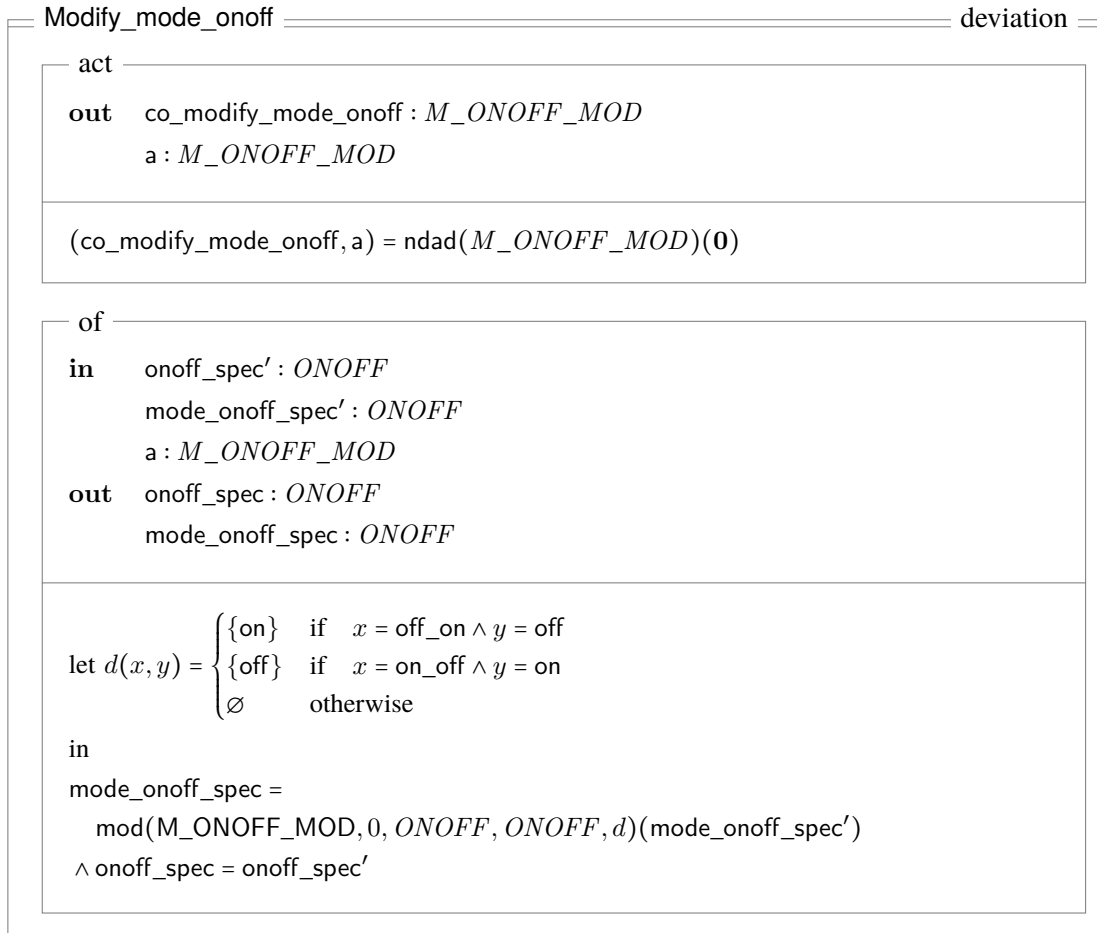 Modify_mode_onoff deviation
act
out co_modify_mode_onoff : M_ONOFF_MOD
a : M_ONOFF_MOD
(co_modify_mode_onoff, a) = ndad(M_ONOFF_MOD)(0)
of
in onoff_spec′ : ONOFF
mode_onoff_spec′ : ONOFF
a : M_ONOFF_MOD
out onoff_spec : ONOFF
mode_onoff_spec : ONOFF
{on} if x = off_on ∧ y = off
let d(x, y) = { {off} if x = on_off ∧ y = on
∅ otherwise
in
mode_onoff_spec =
mod(M_ONOFF_MOD, 0, ONOFF, ONOFF, d)(mode_onoff_spec′)
∧ onoff_spec = onoff_spec′